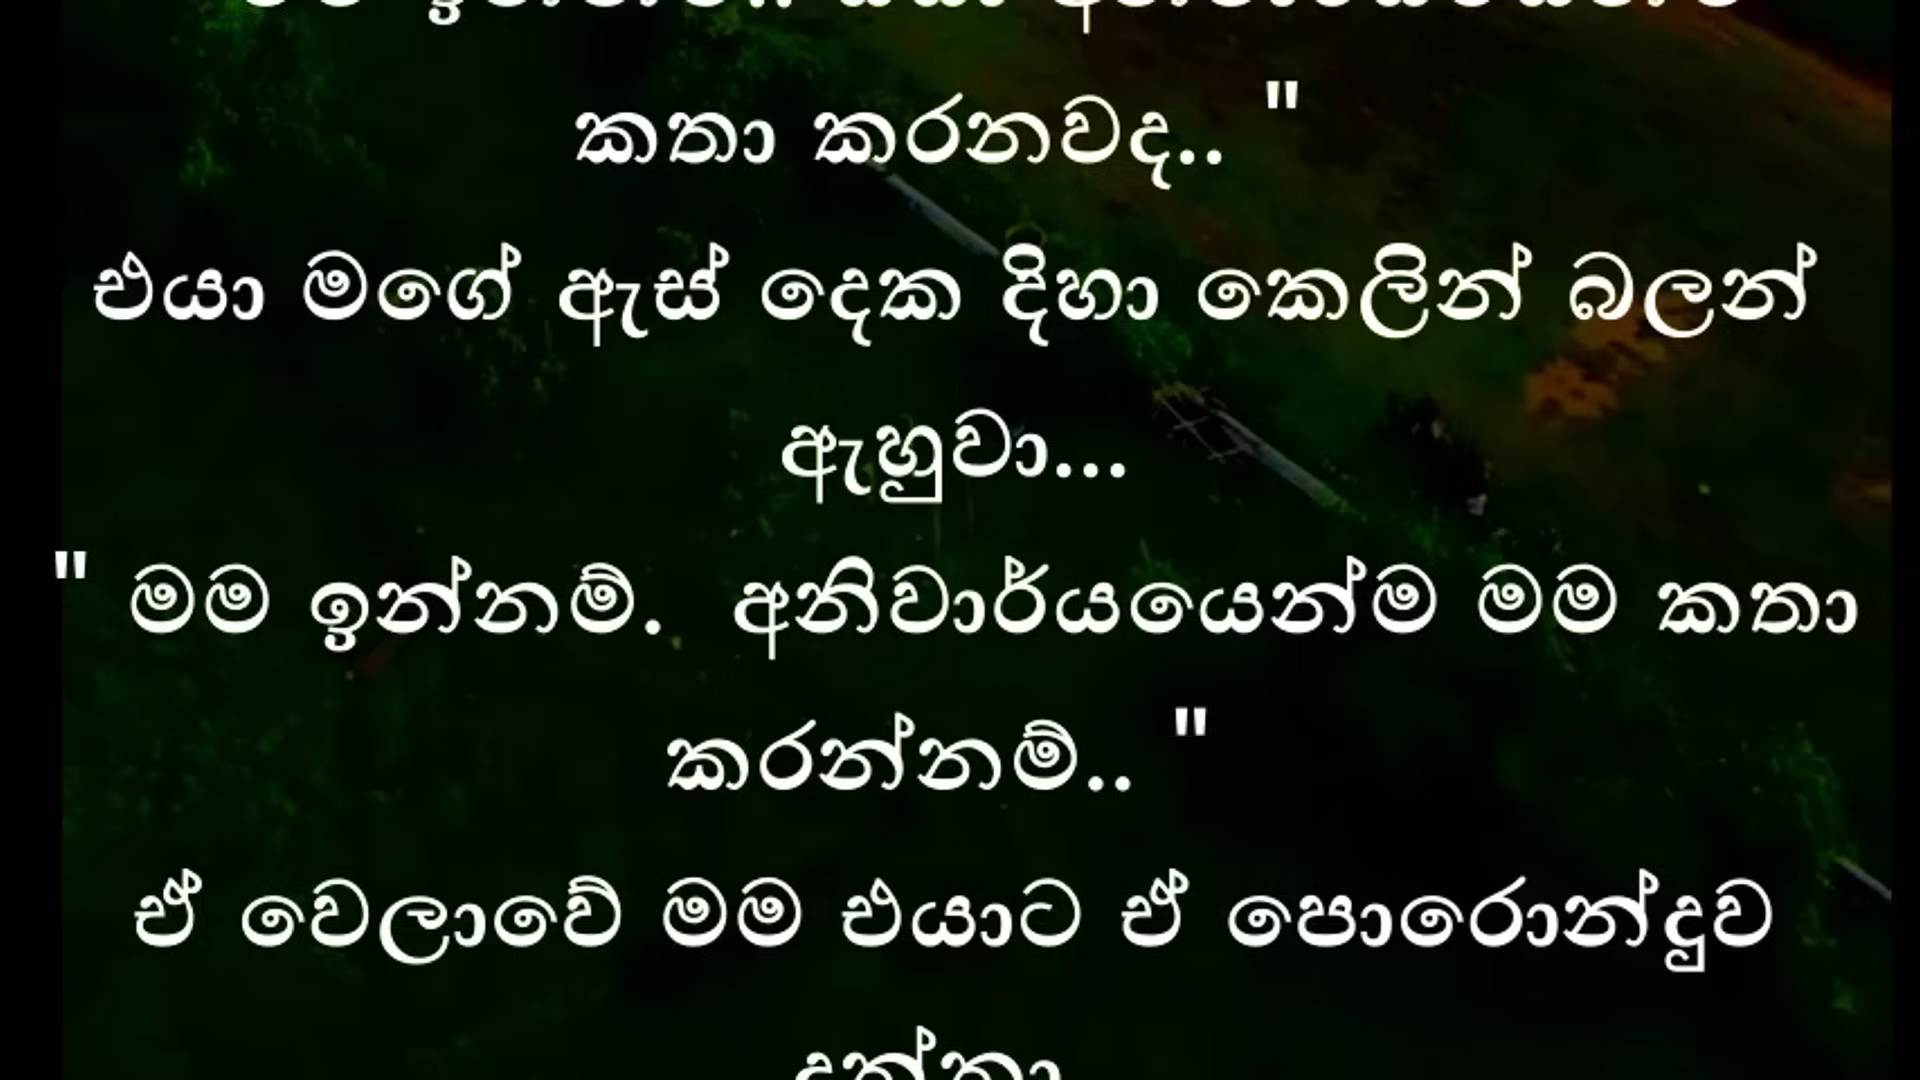 කතා කරනවද.. "
එයා මගේ ඇස් දෙක දිහා කෙලින් බලන්
ඇහුවා...
" මම ඉන්නම්.  අනිවාර්යයෙන්ම මම කතා
කරන්නම්.. "
ඒ වෙලාවේ මම එයාට ඒ පොරොන්දුව